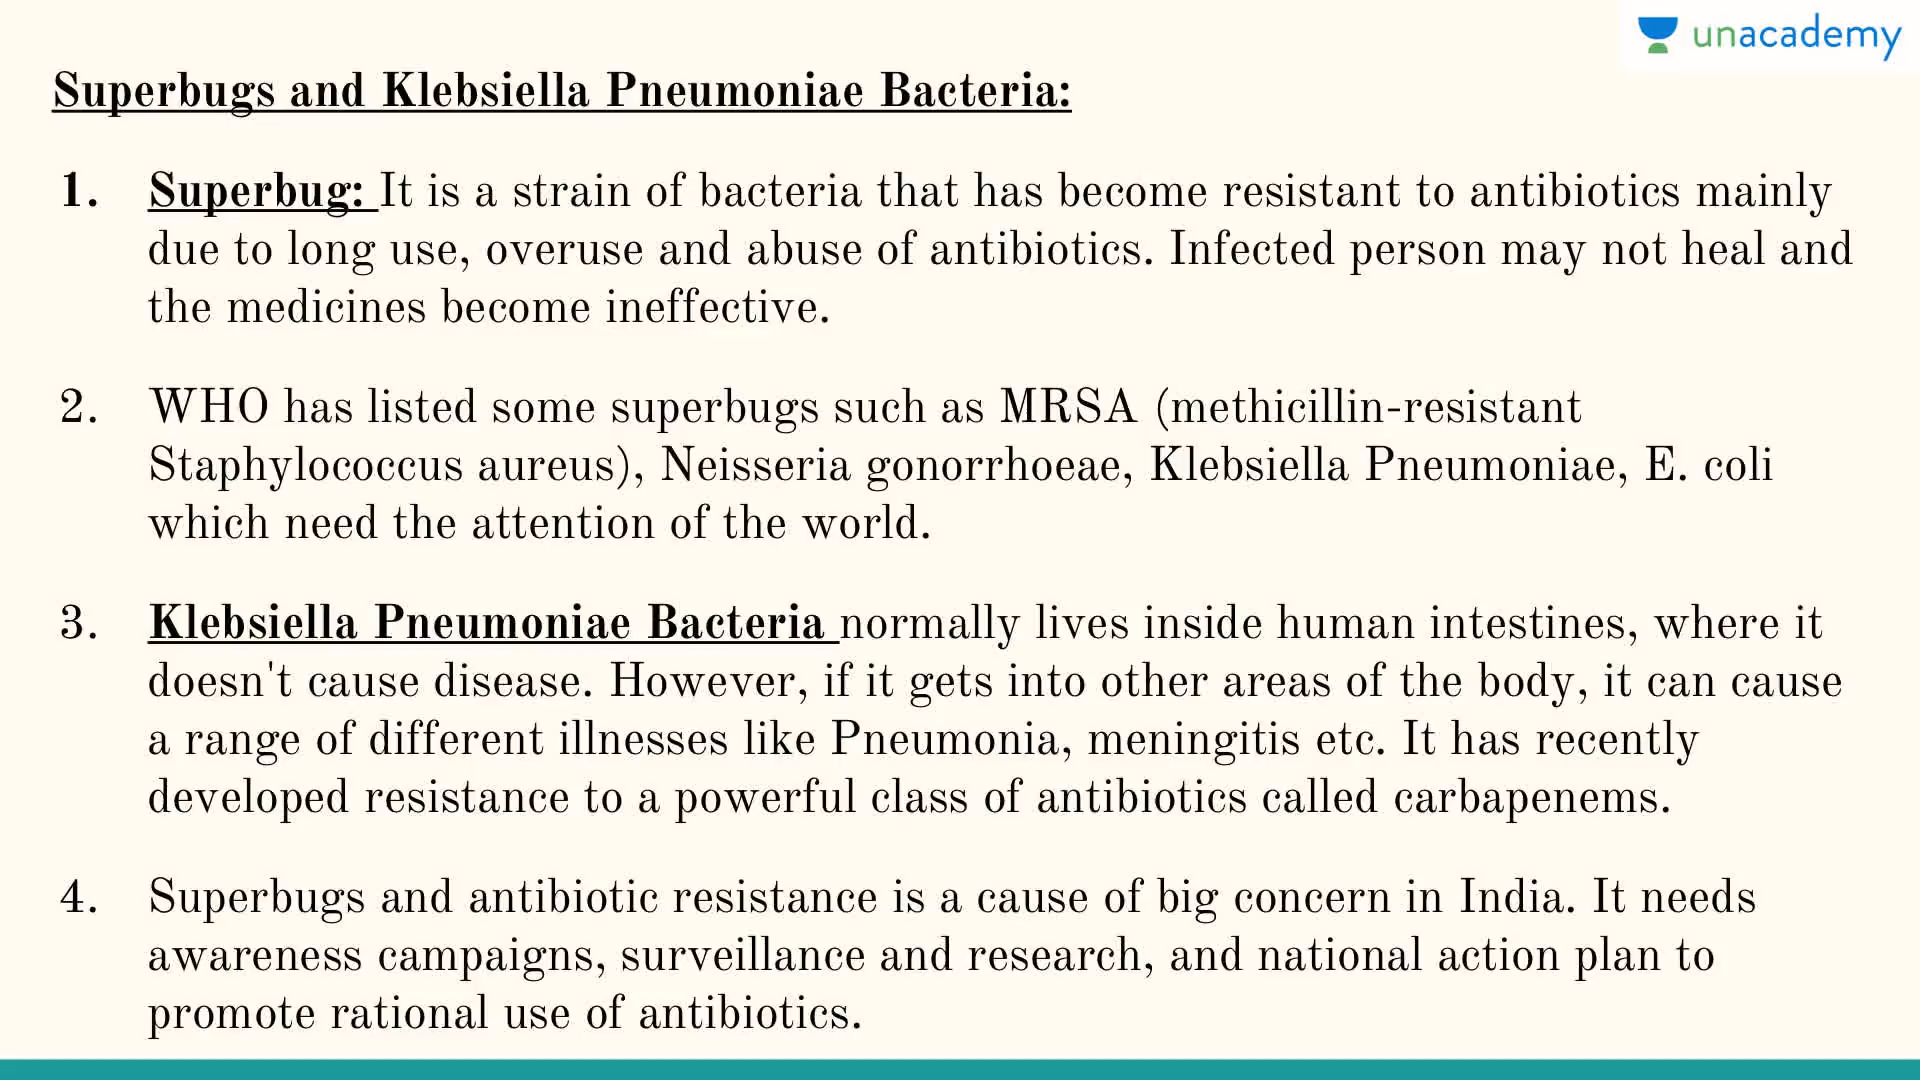 unacademy
Superbugs and Klebsiella Pneumoniae Bacteria:
1. Superbug: It is a strain of bacteria that has become resistant to antibiotics mainly
due to long use, overuse and abuse of antibiotics. Infected person may not heal and
the medicines become ineffective.
2. WHO has listed some superbugs such as MRSA (methicillin-resistant
Staphylococcus aureus), Neisseria gonorrhoeae, Klebsiella Pneumoniae, E. coli
which need the attention of the world.
3. Klebsiella Pneumoniae Bacteria normally lives inside human intestines, where it
doesn't cause disease. However, if it gets into other areas of the body, it can cause
a range of different illnesses like Pneumonia, meningitis etc. It has recently
developed resistance to a powerful class of antibiotics called carbapenems.
4. Superbugs and antibiotic resistance is a cause of big concern in India. It needs
awareness campaigns, surveillance and research, and national action plan to
promote rational use of antibiotics.